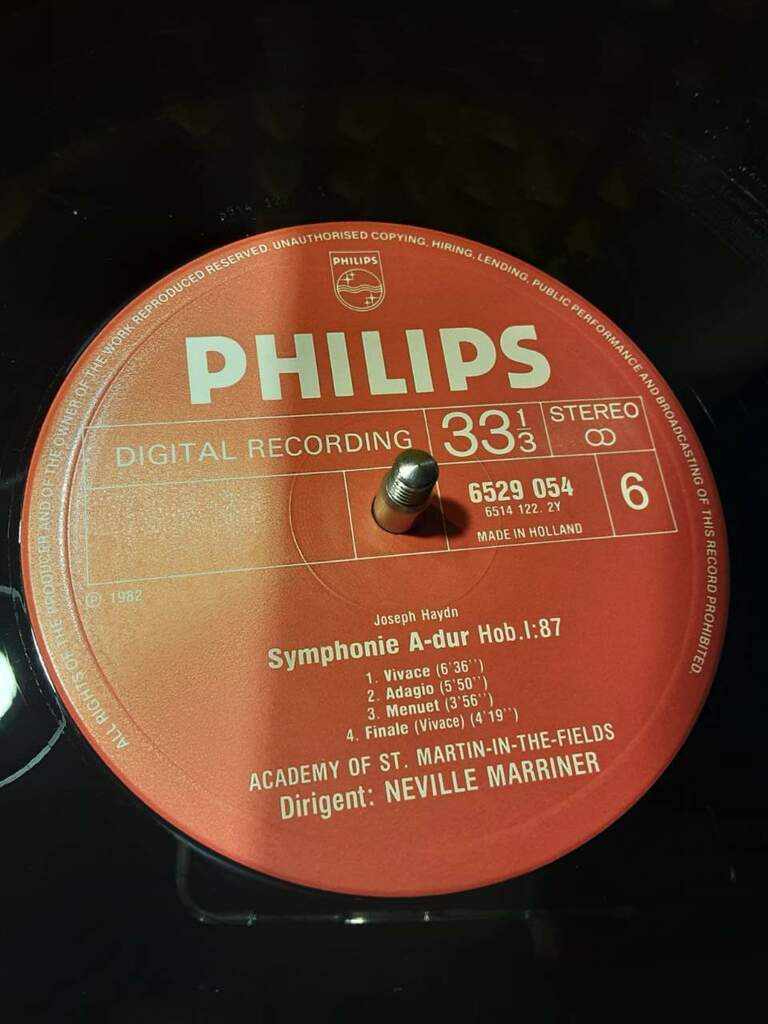 ALL RIGHTS OF THE PRODUCER AND OF THE OWNER OF THE WORK REPRODUCED RESERVED. UNAUTHORISED COPYING, HIRING, LENDING, PUBLIC PERFORMANCE AND BROADCASTING OF THIS RECORD PROHIBITED.
PHILIPS
PHILIPS
DIGITAL RECORDING 33 1/3 STEREO
6529 054 6
6514 122. 2Y
MADE IN HOLLAND
Ⓟ 1982
Joseph Haydn
Symphonie A-dur Hob.I:87
1. Vivace (6'36'')
2. Adagio (5'50'')
3. Menuet (3'56'')
4. Finale (Vivace) (4'19'')
ACADEMY OF ST. MARTIN-IN-THE-FIELDS
Dirigent: NEVILLE MARRINER